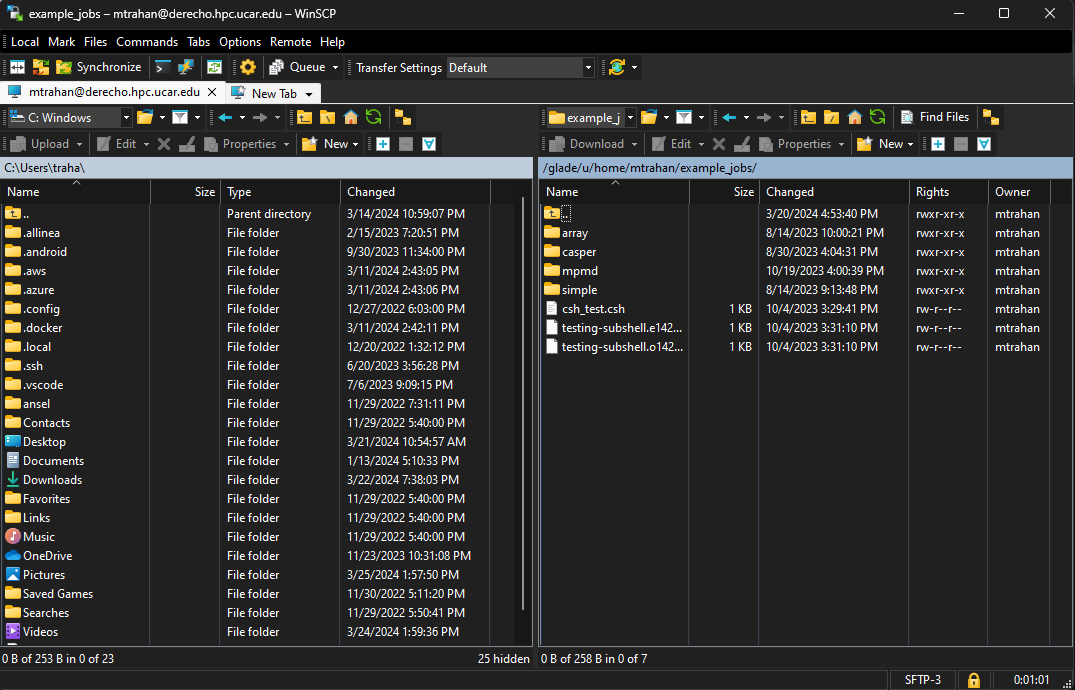 example_jobs – mtrahan@derecho.hpc.ucar.edu – WinSCP
Local Mark Files Commands Tabs Options Remote Help
Synchronize Queue Transfer Settings Default
mtrahan@derecho.hpc.ucar.edu New Tab
C: Windows
Upload Edit Properties New
C:\Users\traha\
Name Size Type Changed
.. Parent directory 3/14/2024 10:59:07 PM
.allinea File folder 2/15/2023 7:20:51 PM
.android File folder 9/30/2023 11:34:00 PM
.aws File folder 3/11/2024 2:43:05 PM
.azure File folder 3/11/2024 2:43:06 PM
.config File folder 12/27/2022 6:03:00 PM
.docker File folder 3/11/2024 2:42:11 PM
.local File folder 12/20/2022 1:32:12 PM
.ssh File folder 6/20/2023 3:56:28 PM
.vscode File folder 7/6/2023 9:09:15 PM
ansel File folder 11/29/2022 7:31:11 PM
Contacts File folder 11/29/2022 5:40:00 PM
Desktop File folder 3/21/2024 10:54:57 AM
Documents File folder 1/13/2024 5:10:33 PM
Downloads File folder 3/22/2024 7:38:03 PM
Favorites File folder 11/29/2022 5:40:00 PM
Links File folder 11/29/2022 5:40:00 PM
Music File folder 11/29/2022 5:40:00 PM
OneDrive File folder 11/23/2023 10:31:08 PM
Pictures File folder 3/25/2024 1:57:50 PM
Saved Games File folder 11/30/2022 5:11:20 PM
Searches File folder 11/29/2022 5:50:41 PM
Videos File folder 3/24/2024 1:59:36 PM
0 B of 253 B in 0 of 23 25 hidden
example_j Find Files
Download Edit Properties New
/glade/u/home/mtrahan/example_jobs/
Name Size Changed Rights Owner
.. 3/20/2024 4:53:40 PM rwxr-xr-x mtrahan
array 8/14/2023 10:00:21 PM rwxr-xr-x mtrahan
casper 8/30/2023 4:04:31 PM rwxr-xr-x mtrahan
mpmd 10/19/2023 4:00:39 PM rwxr-xr-x mtrahan
simple 8/14/2023 9:13:48 PM rwxr-xr-x mtrahan
csh_test.csh 1 KB 10/4/2023 3:29:41 PM rw-r--r-- mtrahan
testing-subshell.e142... 1 KB 10/4/2023 3:31:10 PM rw-r--r-- mtrahan
testing-subshell.o142... 1 KB 10/4/2023 3:31:10 PM rw-r--r-- mtrahan
0 B of 258 B in 0 of 7
SFTP-3 0:01:01